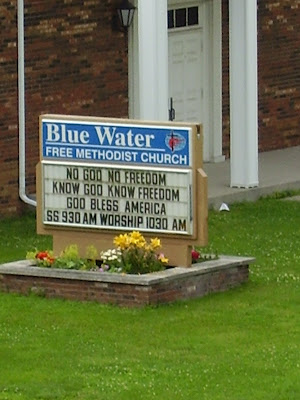 Blue Water
FREE METHODIST CHURCH
NO GOD NO FREEDOM
KNOW GOD KNOW FREEDOM
GOD BLESS AMERICA
SS 930 AM WORSHIP 1030 AM